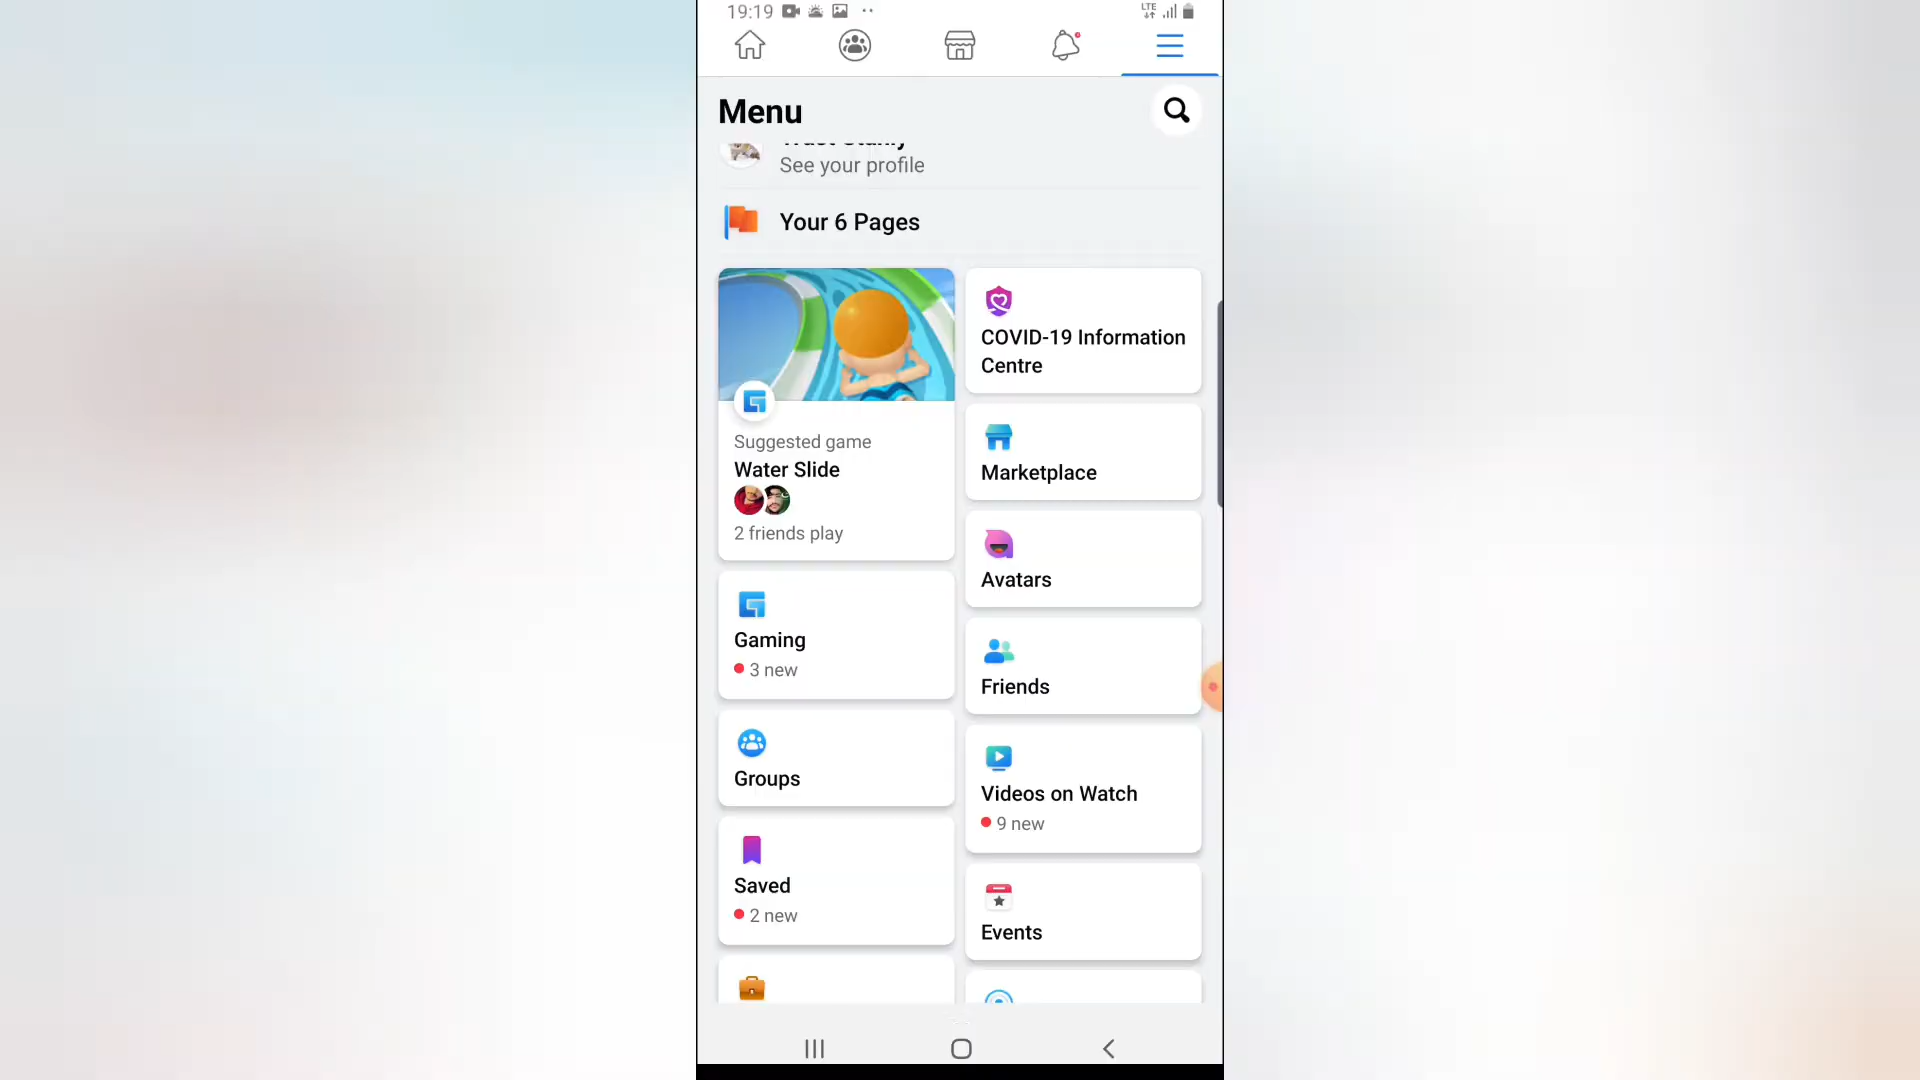 19:19
LTE
Menu
See your profile
Your 6 Pages
Suggested game
Water Slide
2 friends play
Gaming
3 new
Groups
Saved
2 new
COVID-19 Information
Centre
Marketplace
Avatars
Friends
Videos on Watch
9 new
Events